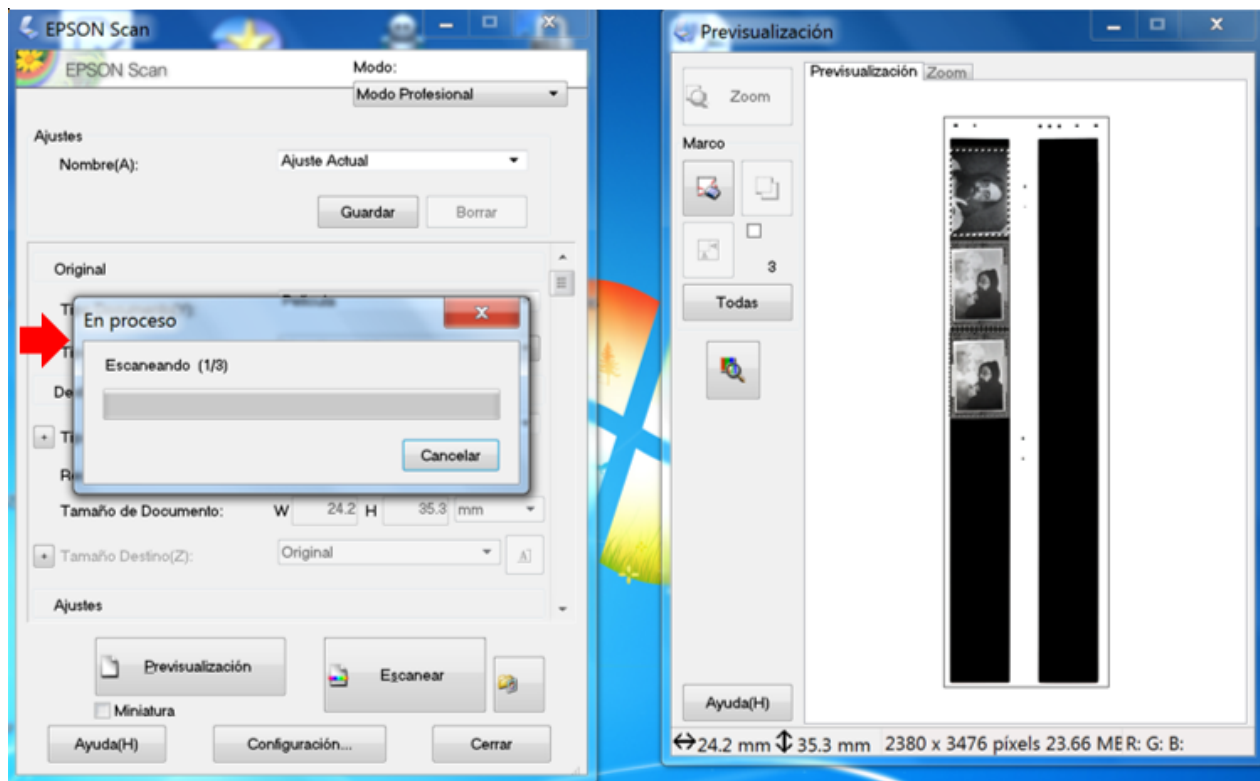 EPSON Scan
EPSON Scan
Modo:
Modo Profesional
Ajustes
Nombre(A):
Ajuste Actual
Guardar
Borrar
Original
Película
En proceso
Escaneando (1/3)
Cancelar
Tamaño de Documento:
W 24.2 H 35.3 mm
Tamaño Destino(Z):
Original
Ajustes
Previsualización
Escanear
Miniatura
Ayuda(H)
Configuración...
Cerrar
Previsualización
Previsualización Zoom
Zoom
Marco
3
Todas
Ayuda(H)
24.2 mm 35.3 mm 2380 x 3476 píxels 23.66 ME R: G: B: